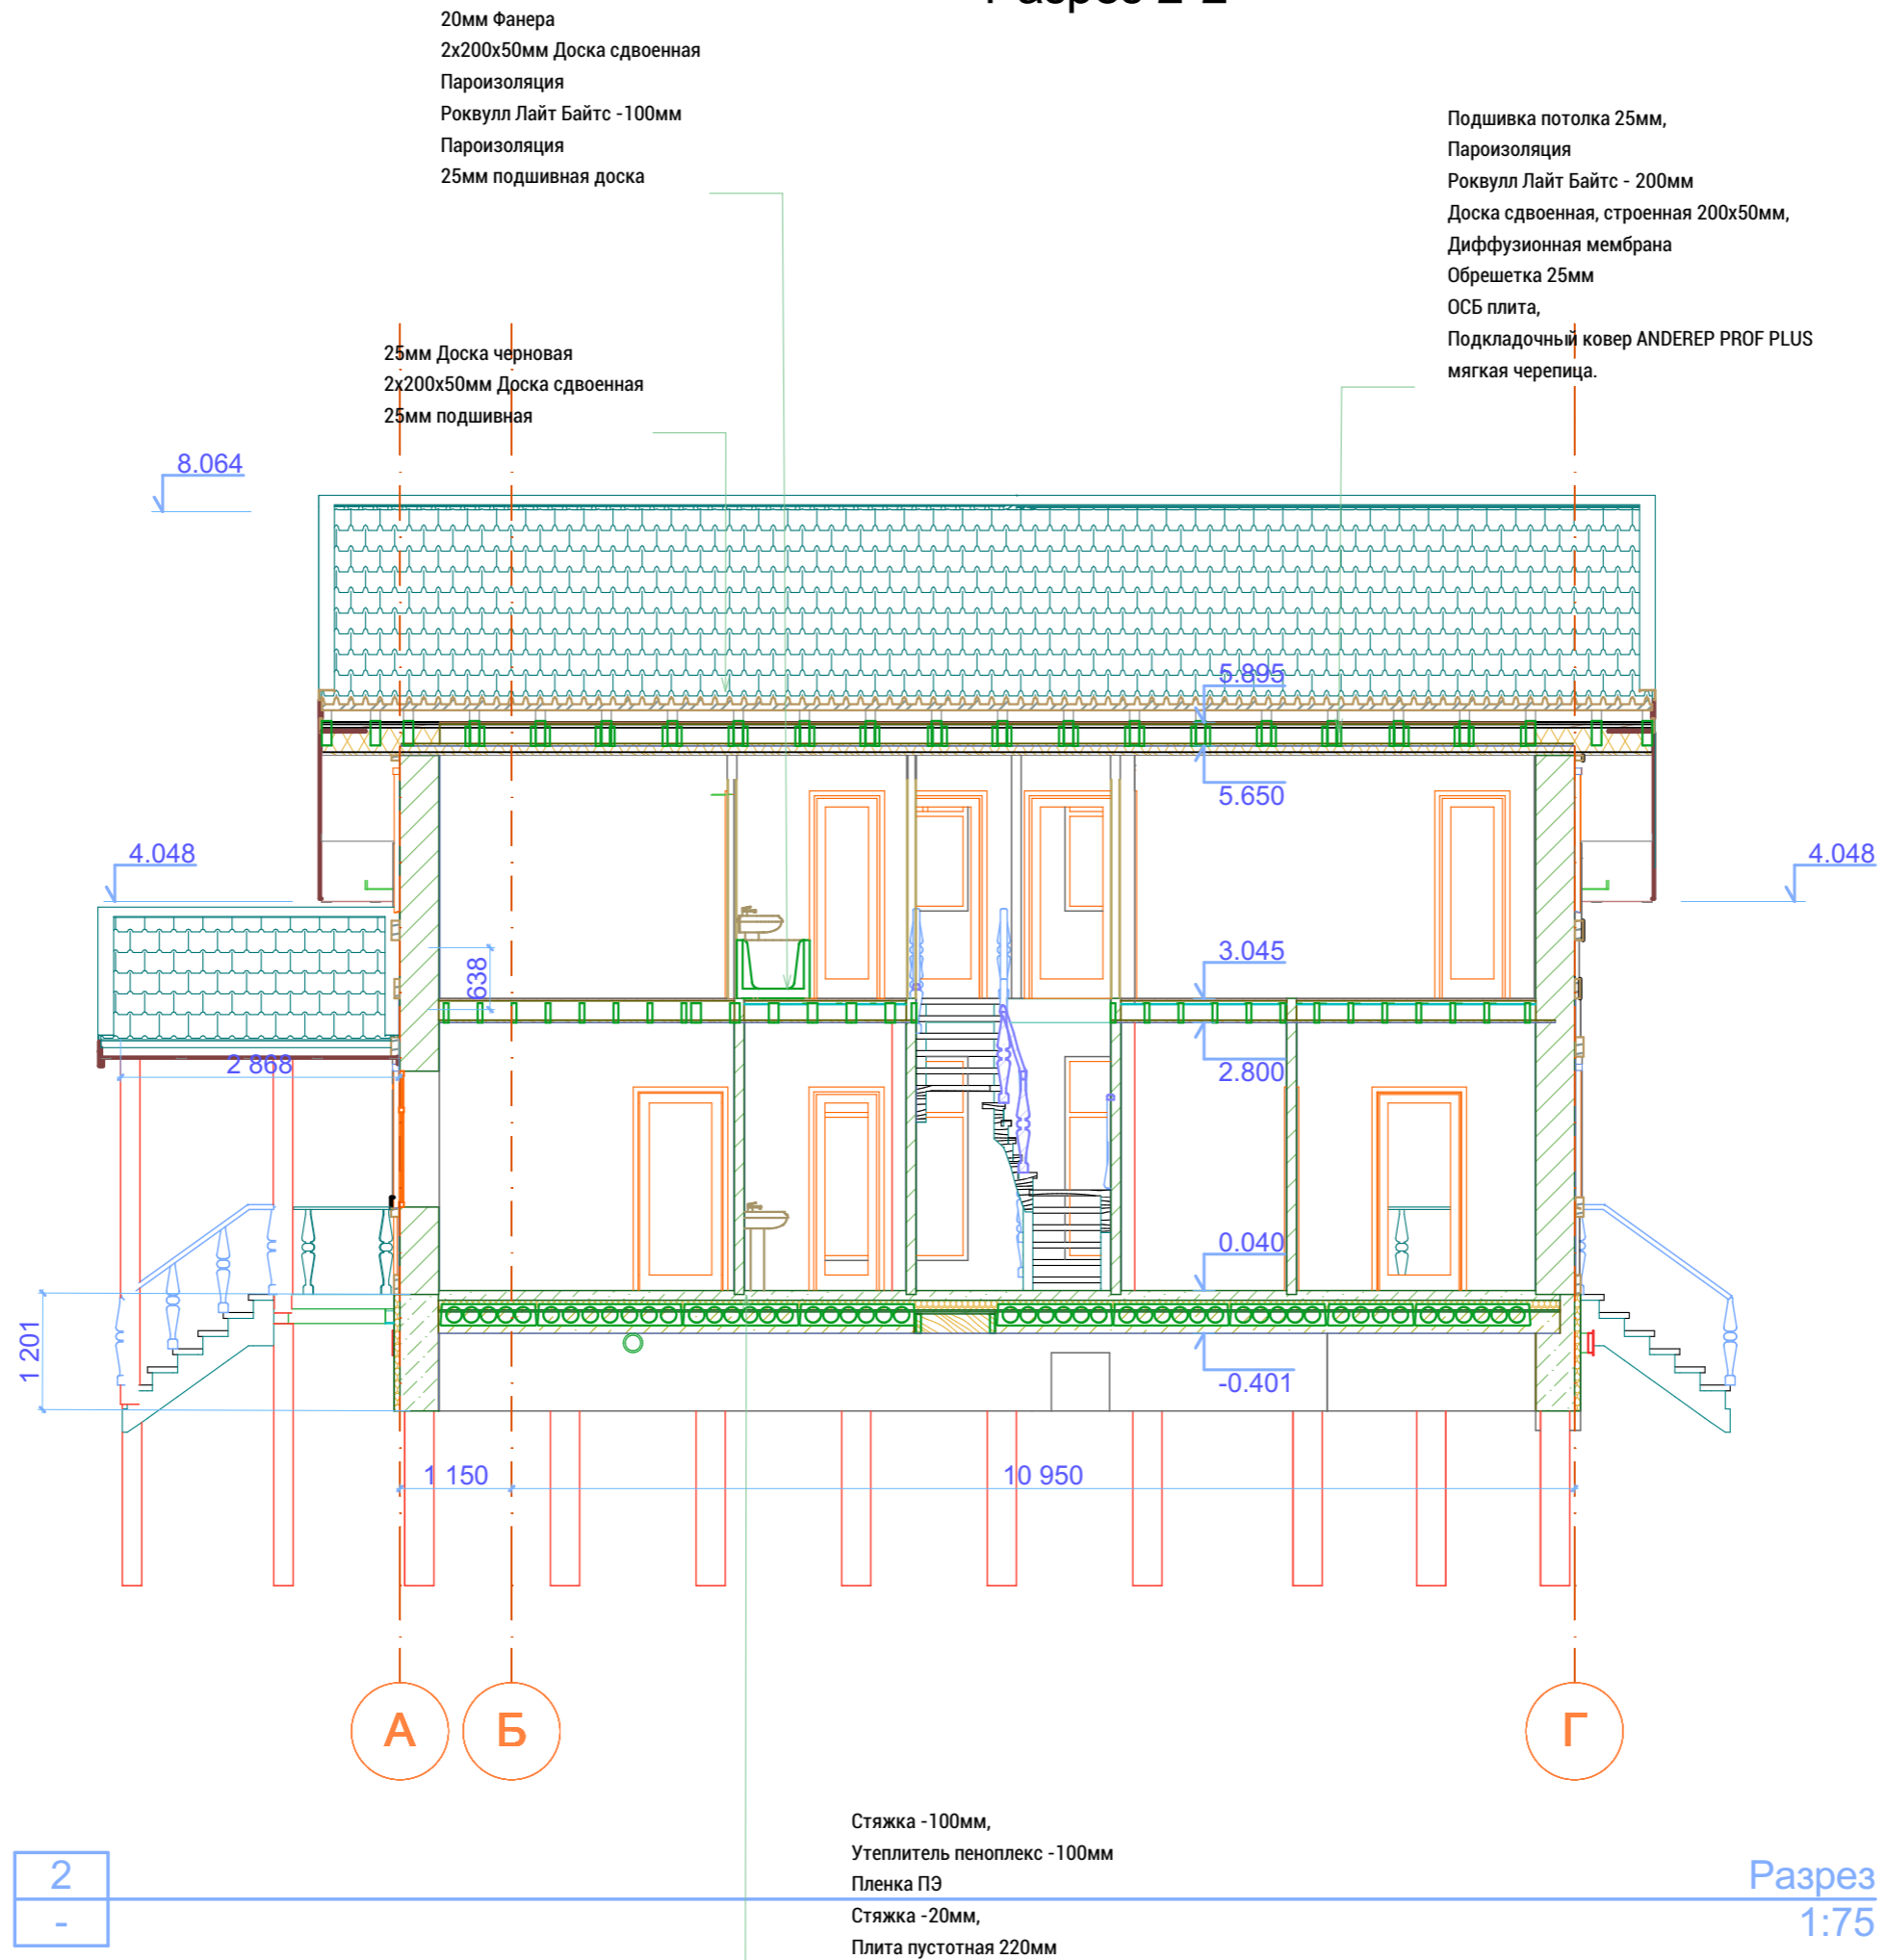 Разрез 2-2
20мм Фанера
2х200х50мм Доска сдвоенная
Пароизоляция
Роквулл Лайт Байтс -100мм
Пароизоляция
25мм подшивная доска
Подшивка потолка 25мм,
Пароизоляция
Роквулл Лайт Байтс - 200мм
Доска сдвоенная, строенная 200х50мм,
Диффузионная мембрана
Обрешетка 25мм
ОСБ плита,
Подкладочный ковер ANDEREP PROF PLUS
мягкая черепица.
25мм Доска черновая
2х200х50мм Доска сдвоенная
25мм подшивная
8.064
5.895
5.650
4.048
4.048
3.045
638
2 868
2.800
0.040
1 201
-0.401
1 150
10 950
А
Б
Г
Стяжка -100мм,
Утеплитель пеноплекс -100мм
Пленка ПЭ
Стяжка -20мм,
Плита пустотная 220мм
2
-
Разрез
1:75